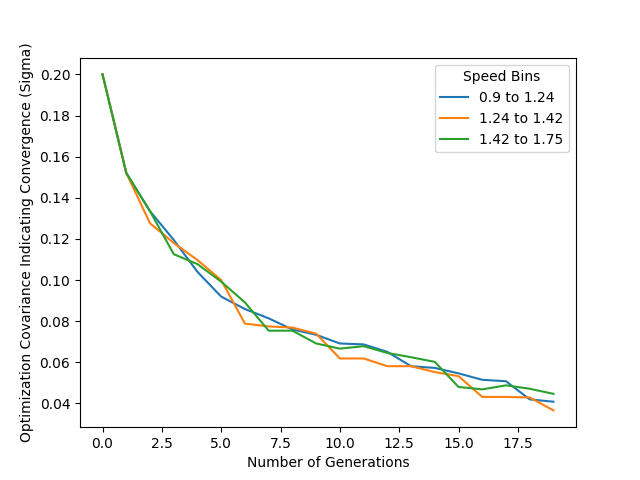 Optimization Covariance Indicating Convergence (Sigma)
0.20
0.18
0.16
0.14
0.12
0.10
0.08
0.06
0.04
Speed Bins
0.9 to 1.24
1.24 to 1.42
1.42 to 1.75
0.0 2.5 5.0 7.5 10.0 12.5 15.0 17.5
Number of Generations